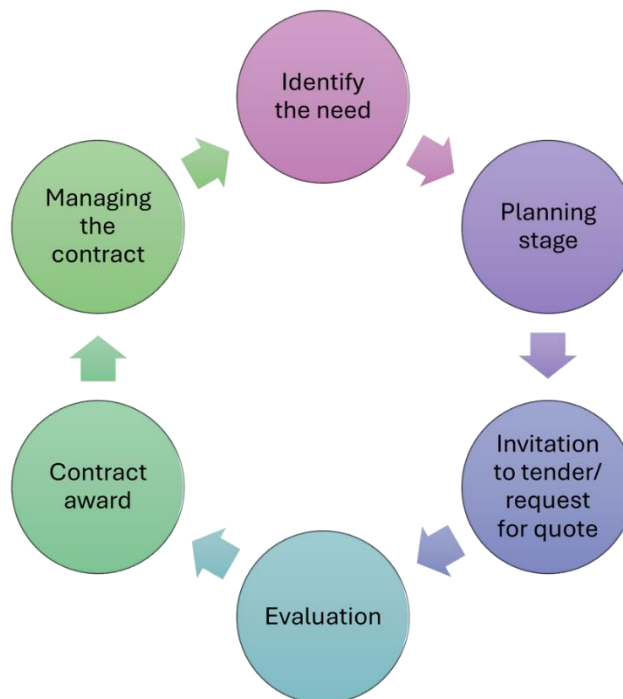 Identify
the need
Planning
stage
Invitation
to tender/
request
for quote
Evaluation
Contract
award
Managing
the
contract